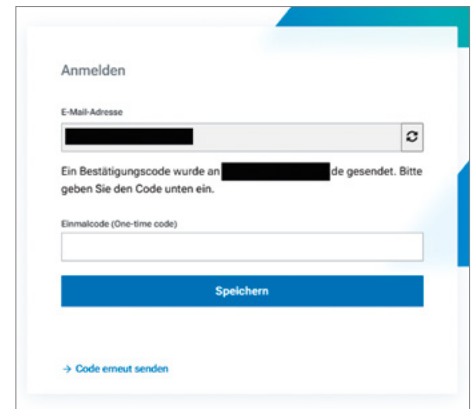 Anmelden
E-Mail-Adresse
Ein Bestätigungscode wurde an de gesendet. Bitte
geben Sie den Code unten ein.
Einmalcode (One-time code)
Speichern
→ Code erneut senden